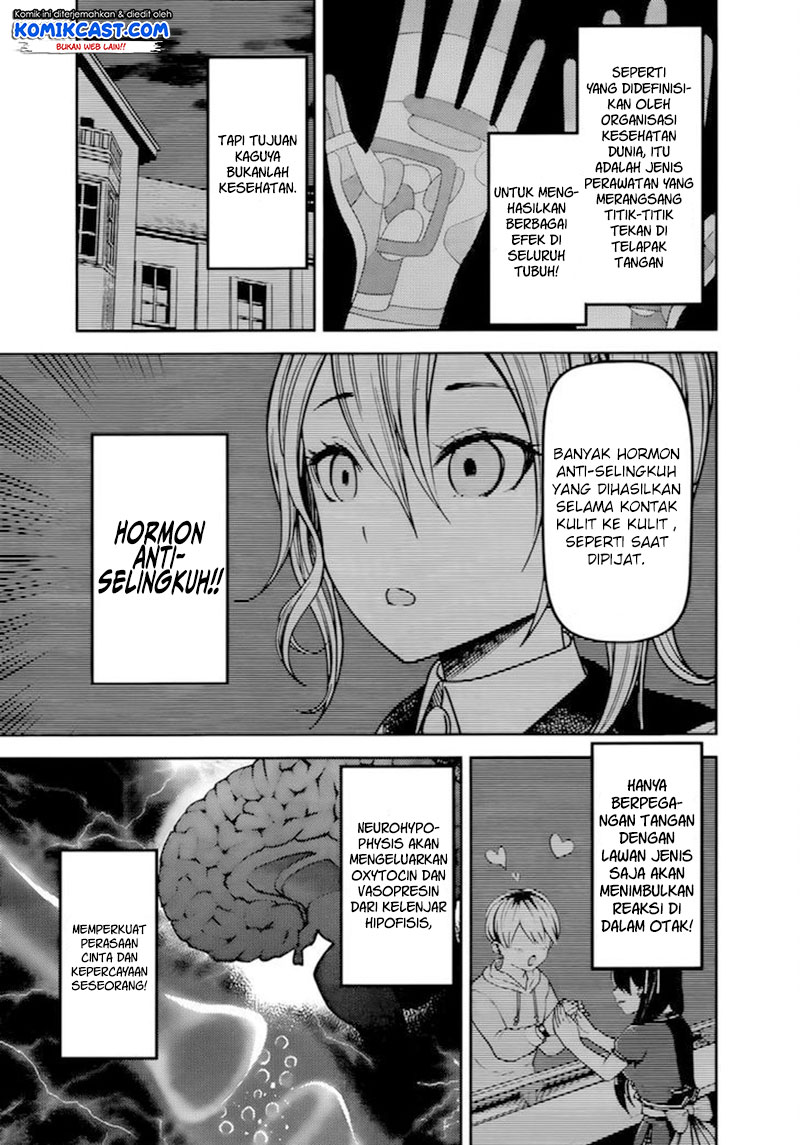 Komik ini diterjemahkan & diedit oleh
KOMIKCAST.COM
BUKAN WEB LAIN!!
SEPERTI
YANG DIDEFINISI-
KAN OLEH
ORGANISASI
KESEHATAN
DUNIA, ITU
ADALAH JENIS
PERAWATAN YANG
MERANGSANG
TITIK-TITIK
TEKAN DI
TELAPAK
TANGAN
UNTUK MENG-
HASILKAN
BERBAGAI
EFEK DI
SELURUH
TUBUH!
TAPI TUJUAN
KAGUYA
BUKANLAH
KESEHATAN.
BANYAK HORMON
ANTI-SELINGKUH
YANG DIHASILKAN
SELAMA KONTAK
KULIT KE KULIT ,
SEPERTI SAAT
DIPIJAT.
HORMON
ANTI-
SELINGKUH!!
HANYA
BERPEGA-
NGAN TANGAN
DENGAN
LAWAN JENIS
SAJA AKAN
MENIMBULKAN
REAKSI DI
DALAM OTAK!
NEUROHYPO-
PHYSIS AKAN
MENGELUARKAN
OXYTOCIN DAN
VASOPRESIN
DARI KELENJAR
HIPOFISIS,
MEMPERKUAT
PERASAAN
CINTA DAN
KEPERCAYAAN
SESEORANG!